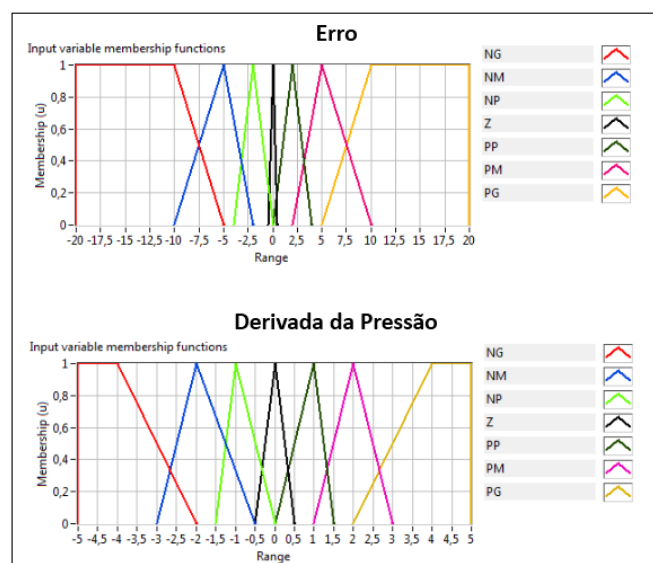 Erro
Input variable membership functions
Membership (u)
1
0,8
0,6
0,4
0,2
0
-20 -17,5 -15 -12,5 -10 -7,5 -5 -2,5 0 2,5 5 7,5 10 12,5 15 17,5 20
Range
NG
NM
NP
Z
PP
PM
PG
Derivada da Pressão
Input variable membership functions
Membership (u)
1
0,8
0,6
0,4
0,2
0
-5 -4,5 -4 -3,5 -3 -2,5 -2 -1,5 -1 -0,5 0 0,5 1 1,5 2 2,5 3 3,5 4 4,5 5
Range
NG
NM
NP
Z
PP
PM
PG